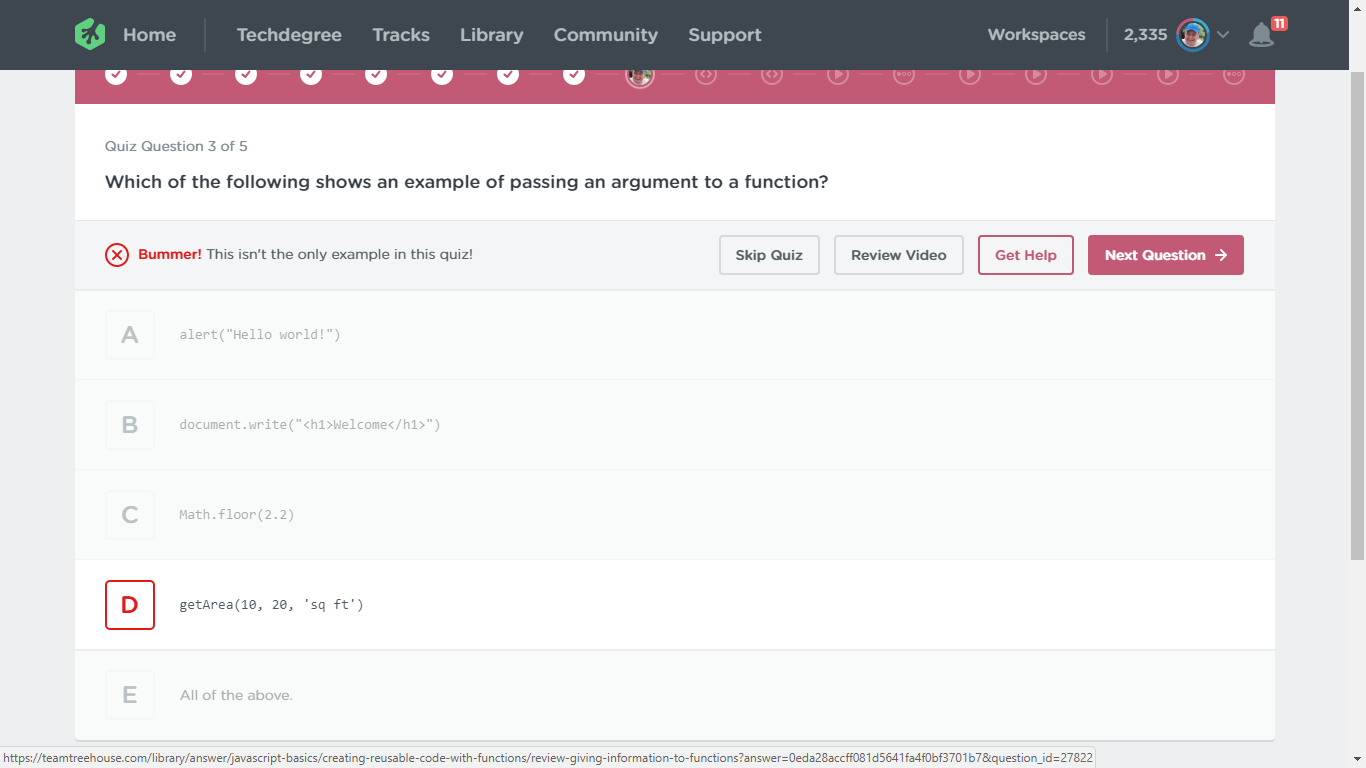 Home Techdegree Tracks Library Community Support Workspaces 2,335 11
Quiz Question 3 of 5
Which of the following shows an example of passing an argument to a function?
Bummer! This isn't the only example in this quiz! Skip Quiz Review Video Get Help Next Question →
A alert("Hello world!")
B document.write("<h1>Welcome</h1>")
C Math.floor(2.2)
D getArea(10, 20, 'sq ft')
E All of the above.
https://teamtreehouse.com/library/answer/javascript-basics/creating-reusable-code-with-functions/review-giving-information-to-functions?answer=0eda28accff081d5641fa4f0bf3701b7&question_id=27822